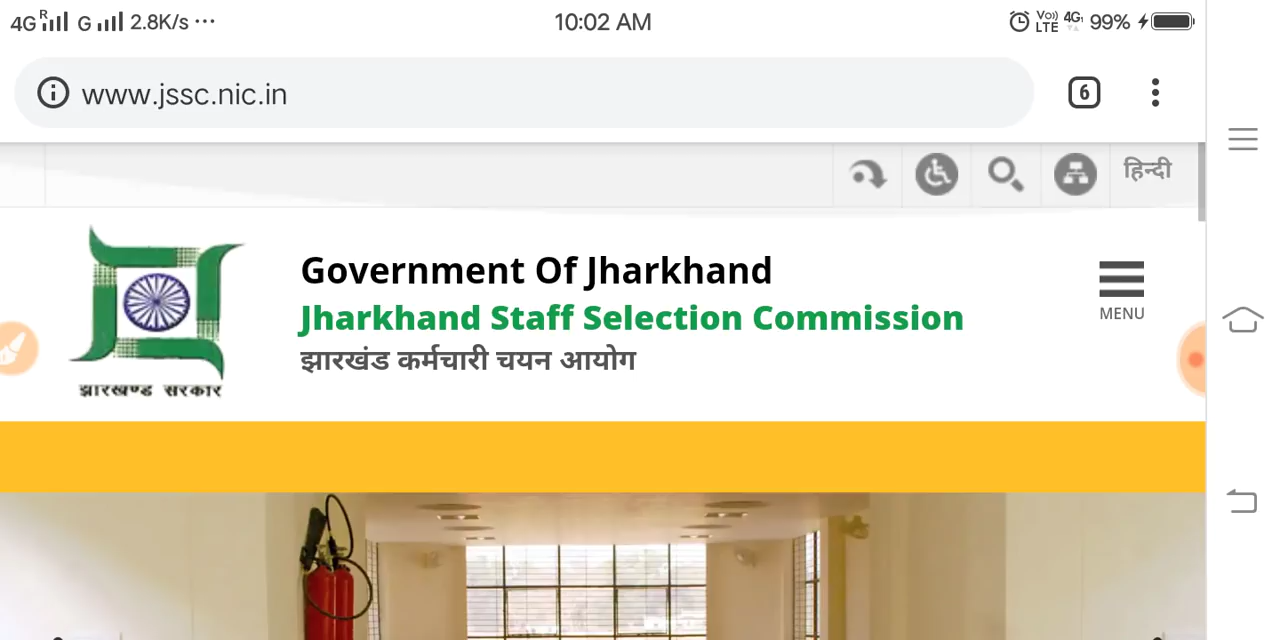 4G R G 2.8K/s ... 10:02 AM Vo) LTE 4G 99%
www.jssc.nic.in 6
हिन्दी
Government Of Jharkhand
Jharkhand Staff Selection Commission
झारखंड कर्मचारी चयन आयोग
MENU
झारखण्ड सरकार